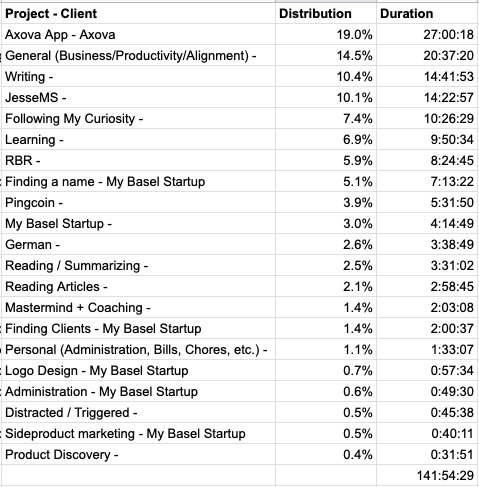 Project - Client Distribution Duration
Axova App - Axova 19.0% 27:00:18
General (Business/Productivity/Alignment) - 14.5% 20:37:20
Writing - 10.4% 14:41:53
JesseMS - 10.1% 14:22:57
Following My Curiosity - 7.4% 10:26:29
Learning - 6.9% 9:50:34
RBR - 5.9% 8:24:45
Finding a name - My Basel Startup 5.1% 7:13:22
Pingcoin - 3.9% 5:31:50
My Basel Startup - 3.0% 4:14:49
German - 2.6% 3:38:49
Reading / Summarizing - 2.5% 3:31:02
Reading Articles - 2.1% 2:58:45
Mastermind + Coaching - 1.4% 2:03:08
Finding Clients - My Basel Startup 1.4% 2:00:37
Personal (Administration, Bills, Chores, etc.) - 1.1% 1:33:07
Logo Design - My Basel Startup 0.7% 0:57:34
Administration - My Basel Startup 0.6% 0:49:30
Distracted / Triggered - 0.5% 0:45:38
Sideproduct marketing - My Basel Startup 0.5% 0:40:11
Product Discovery - 0.4% 0:31:51
141:54:29